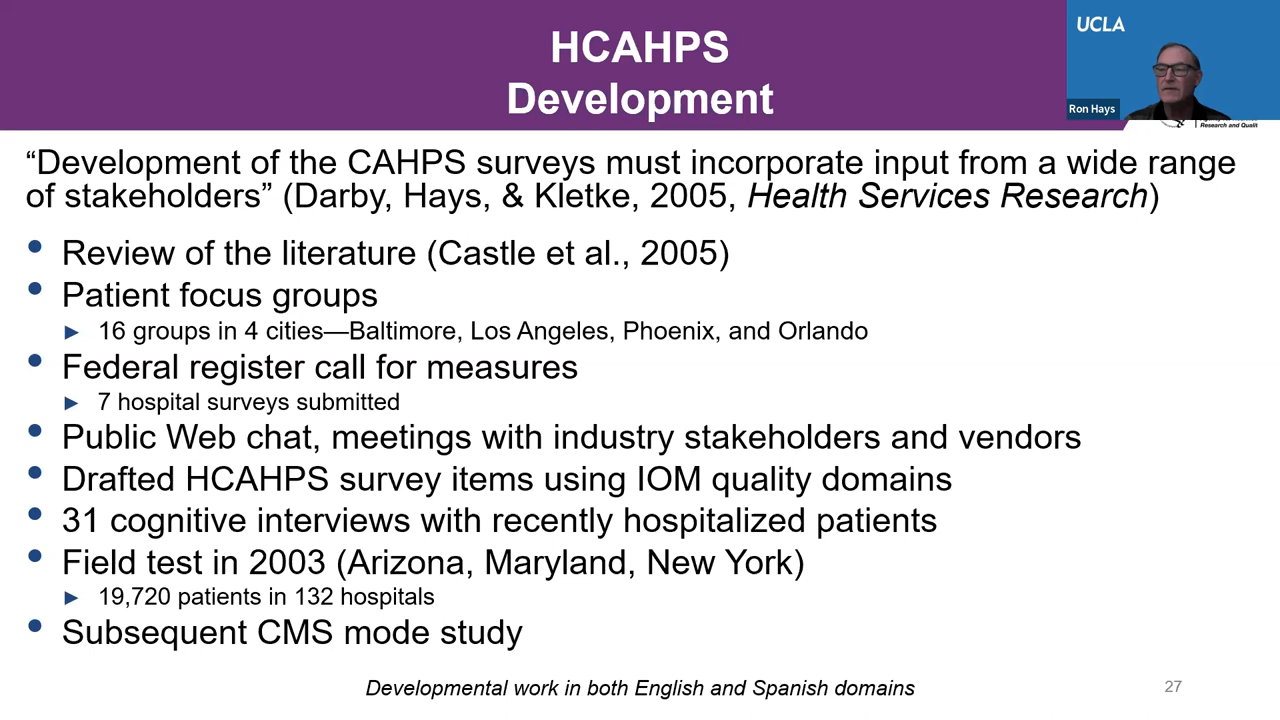 HCAHPS
Development
UCLA
Ron Hays
Research and Qualit
“Development of the CAHPS surveys must incorporate input from a wide range
of stakeholders” (Darby, Hays, & Kletke, 2005, Health Services Research)
• Review of the literature (Castle et al., 2005)
• Patient focus groups
► 16 groups in 4 cities—Baltimore, Los Angeles, Phoenix, and Orlando
• Federal register call for measures
► 7 hospital surveys submitted
• Public Web chat, meetings with industry stakeholders and vendors
• Drafted HCAHPS survey items using IOM quality domains
• 31 cognitive interviews with recently hospitalized patients
• Field test in 2003 (Arizona, Maryland, New York)
► 19,720 patients in 132 hospitals
• Subsequent CMS mode study
Developmental work in both English and Spanish domains
27